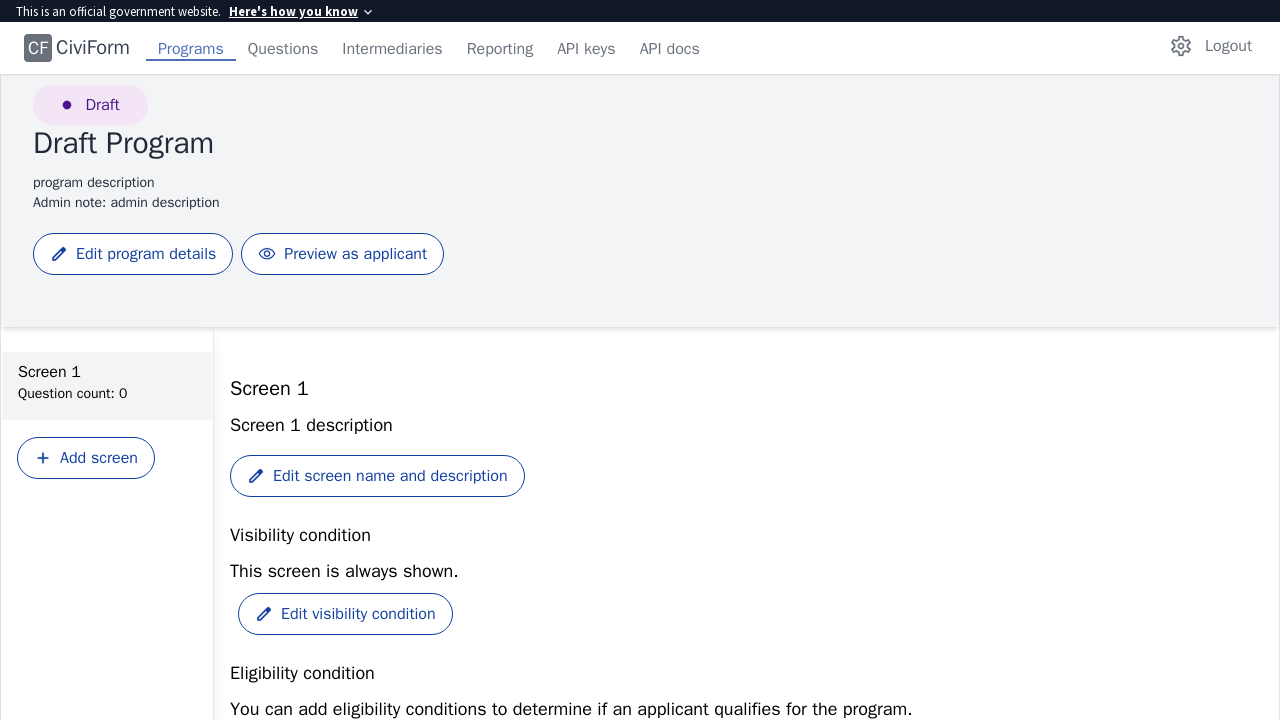 This is an official government website. Here's how you know
CF CiviForm Programs Questions Intermediaries Reporting API keys API docs Logout
Draft
Draft Program
program description
Admin note: admin description
Edit program details Preview as applicant
Screen 1
Question count: 0
Add screen
Screen 1
Screen 1 description
Edit screen name and description
Visibility condition
This screen is always shown.
Edit visibility condition
Eligibility condition
You can add eligibility conditions to determine if an applicant qualifies for the program.